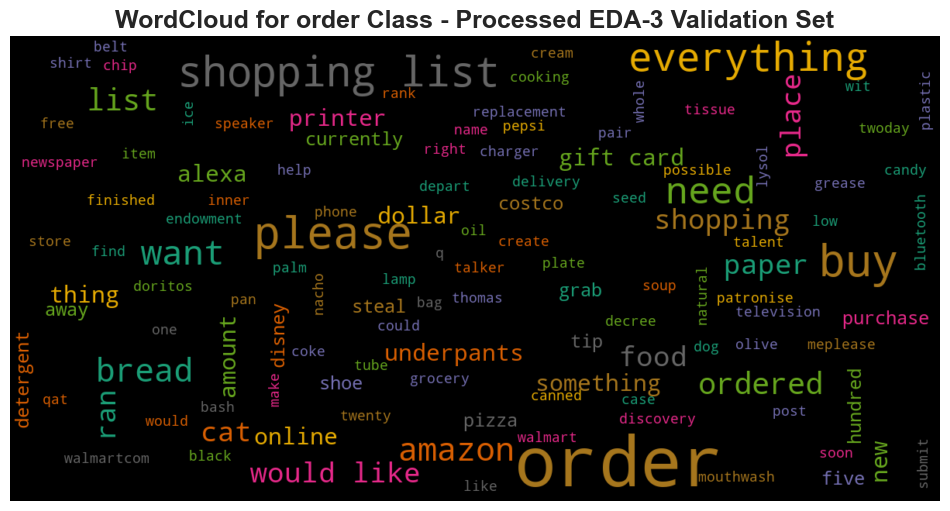 WordCloud for order Class - Processed EDA-3 Validation Set
belt
shirt
chip
shopping list
rank
cream
cooking
everything
list
ice
free
speaker
printer
currently
replacement
name
pepsi
right
charger
pair
whole
tissue
place
wit
plastic
twoday
newspaper
item
alexa
help
gift card
possible
lysol
candy
grease
finished
inner
endowment
phone
dollar
depart
delivery
costco
seed
need
shopping
low
bluetooth
store
find
want
please
oil
create
talent
q
palm
lamp
talker
plate
paper
buy
thing
doritos
away
pan
nacho
steal
bag
thomas
grab
soup
natural
patronise
television
purchase
one
could
decree
tip
dog
olive
meplease
detergent
bread
amount
disney
coke
tube
underpants
food
shoe
grocery
something
ordered
make
qat
ran
would
bash
twenty
canned
case
discovery
post
hundred
cat
online
pizza
walmart
black
walmartcom
would like
amazon
like
order
mouthwash
soon
five
new
submit